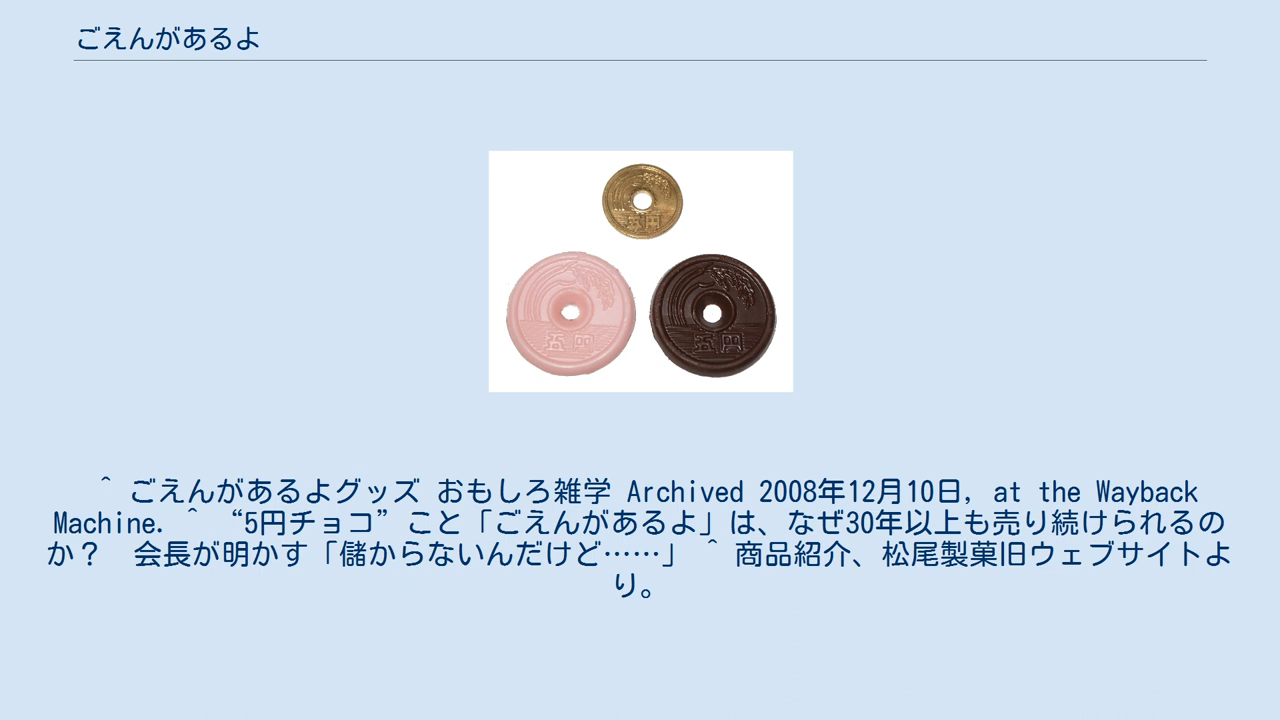 ごえんがあるよ
五円
五円
五円
^ ごえんがあるよグッズ おもしろ雑学 Archived 2008年12月10日, at the Wayback
Machine. ^ “5円チョコ”こと「ごえんがあるよ」は、なぜ30年以上も売り続けられるの
か？　会長が明かす「儲からないんだけど……」 ^ 商品紹介、松尾製菓旧ウェブサイトよ
り。